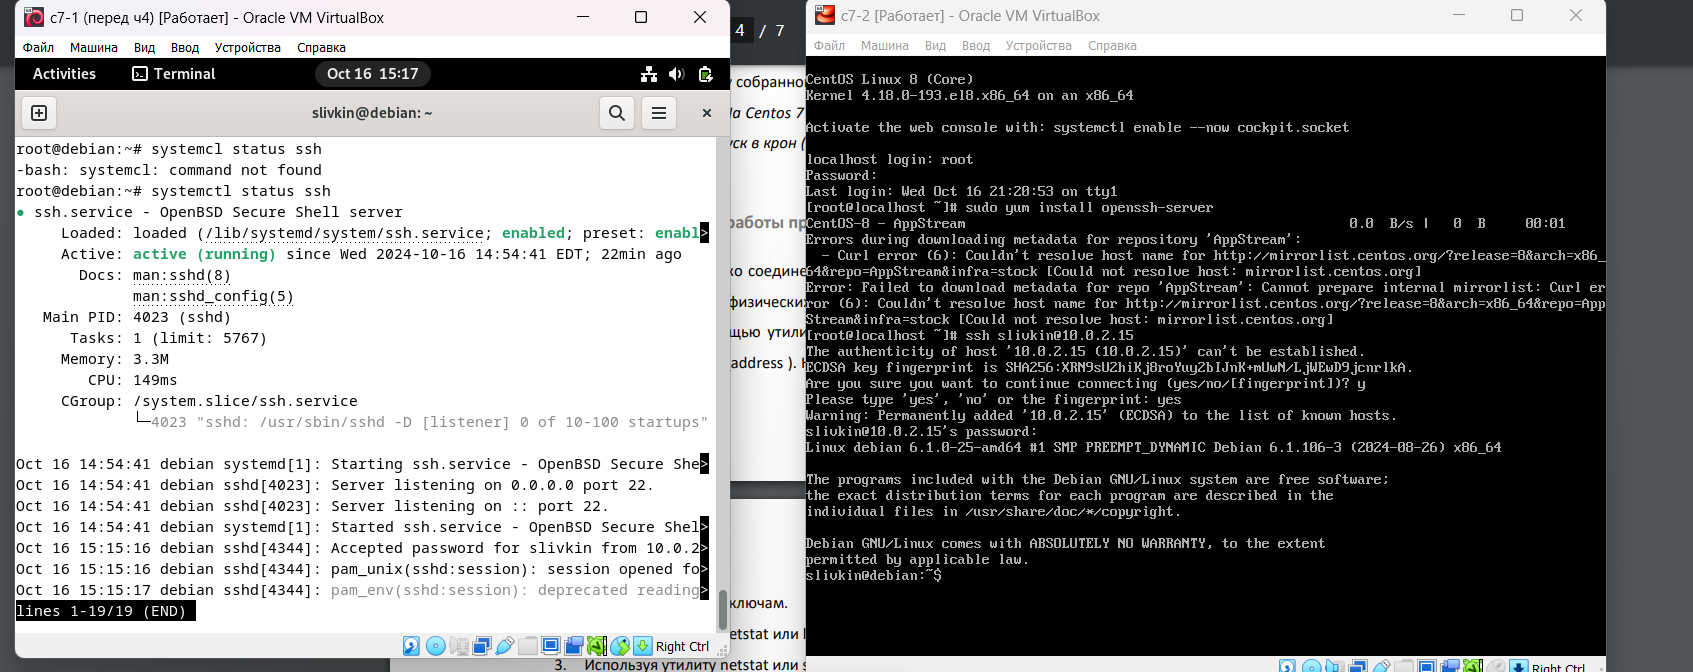 c7-1 (перед ч4) [Работает] - Oracle VM VirtualBox
Файл Машина Вид Ввод Устройства Справка
Activities Terminal Oct 16 15:17
slivkin@debian: ~
root@debian:~# systemcl status ssh
-bash: systemcl: command not found
root@debian:~# systemctl status ssh
● ssh.service - OpenBSD Secure Shell server
Loaded: loaded (/lib/systemd/system/ssh.service; enabled; preset: enabl>
Active: active (running) since Wed 2024-10-16 14:54:41 EDT; 22min ago
Docs: man:sshd(8)
man:sshd_config(5)
Main PID: 4023 (sshd)
Tasks: 1 (limit: 5767)
Memory: 3.3M
CPU: 149ms
CGroup: /system.slice/ssh.service
└─4023 "sshd: /usr/sbin/sshd -D [listener] 0 of 10-100 startups"
Oct 16 14:54:41 debian systemd[1]: Starting ssh.service - OpenBSD Secure She>
Oct 16 14:54:41 debian sshd[4023]: Server listening on 0.0.0.0 port 22.
Oct 16 14:54:41 debian sshd[4023]: Server listening on :: port 22.
Oct 16 14:54:41 debian systemd[1]: Started ssh.service - OpenBSD Secure Shel>
Oct 16 15:15:16 debian sshd[4344]: Accepted password for slivkin from 10.0.2>
Oct 16 15:15:16 debian sshd[4344]: pam_unix(sshd:session): session opened fo>
Oct 16 15:15:17 debian sshd[4344]: pam_env(sshd:session): deprecated reading>
lines 1-19/19 (END)
Right Ctrl
4 / 7
собранно
Centos 7
уск в крон (
работы пр
ко соедине
физически
щью утили
address ).
ключам.
netstat или l
3. Используя утилиту netstat или s
c7-2 [Работает] - Oracle VM VirtualBox
Файл Машина Вид Ввод Устройства Справка
CentOS Linux 8 (Core)
Kernel 4.18.0-193.el8.x86_64 on an x86_64
Activate the web console with: systemctl enable --now cockpit.socket
localhost login: root
Password:
Last login: Wed Oct 16 21:20:53 on tty1
[root@localhost ~]# sudo yum install openssh-server
CentOS-8 - AppStream 0.0 B/s | 0 B 00:01
Errors during downloading metadata for repository 'AppStream':
- Curl error (6): Couldn't resolve host name for http://mirrorlist.centos.org/?release=8&arch=x86_
64&repo=AppStream&infra=stock [Could not resolve host: mirrorlist.centos.org]
Error: Failed to download metadata for repo 'AppStream': Cannot prepare internal mirrorlist: Curl er
ror (6): Couldn't resolve host name for http://mirrorlist.centos.org/?release=8&arch=x86_64&repo=App
Stream&infra=stock [Could not resolve host: mirrorlist.centos.org]
[root@localhost ~]# ssh slivkin@10.0.2.15
The authenticity of host '10.0.2.15 (10.0.2.15)' can't be established.
ECDSA key fingerprint is SHA256:XRN9sU2hiKjBroYuy2bIJnK+mUwN/LjWEwD9jcnrlkA.
Are you sure you want to continue connecting (yes/no/[fingerprint])? y
Please type 'yes', 'no' or the fingerprint: yes
Warning: Permanently added '10.0.2.15' (ECDSA) to the list of known hosts.
slivkin@10.0.2.15's password:
Linux debian 6.1.0-25-amd64 #1 SMP PREEMPT_DYNAMIC Debian 6.1.106-3 (2024-08-26) x86_64
The programs included with the Debian GNU/Linux system are free software;
the exact distribution terms for each program are described in the
individual files in /usr/share/doc/*/copyright.
Debian GNU/Linux comes with ABSOLUTELY NO WARRANTY, to the extent
permitted by applicable law.
slivkin@debian:~$
Right Ctrl